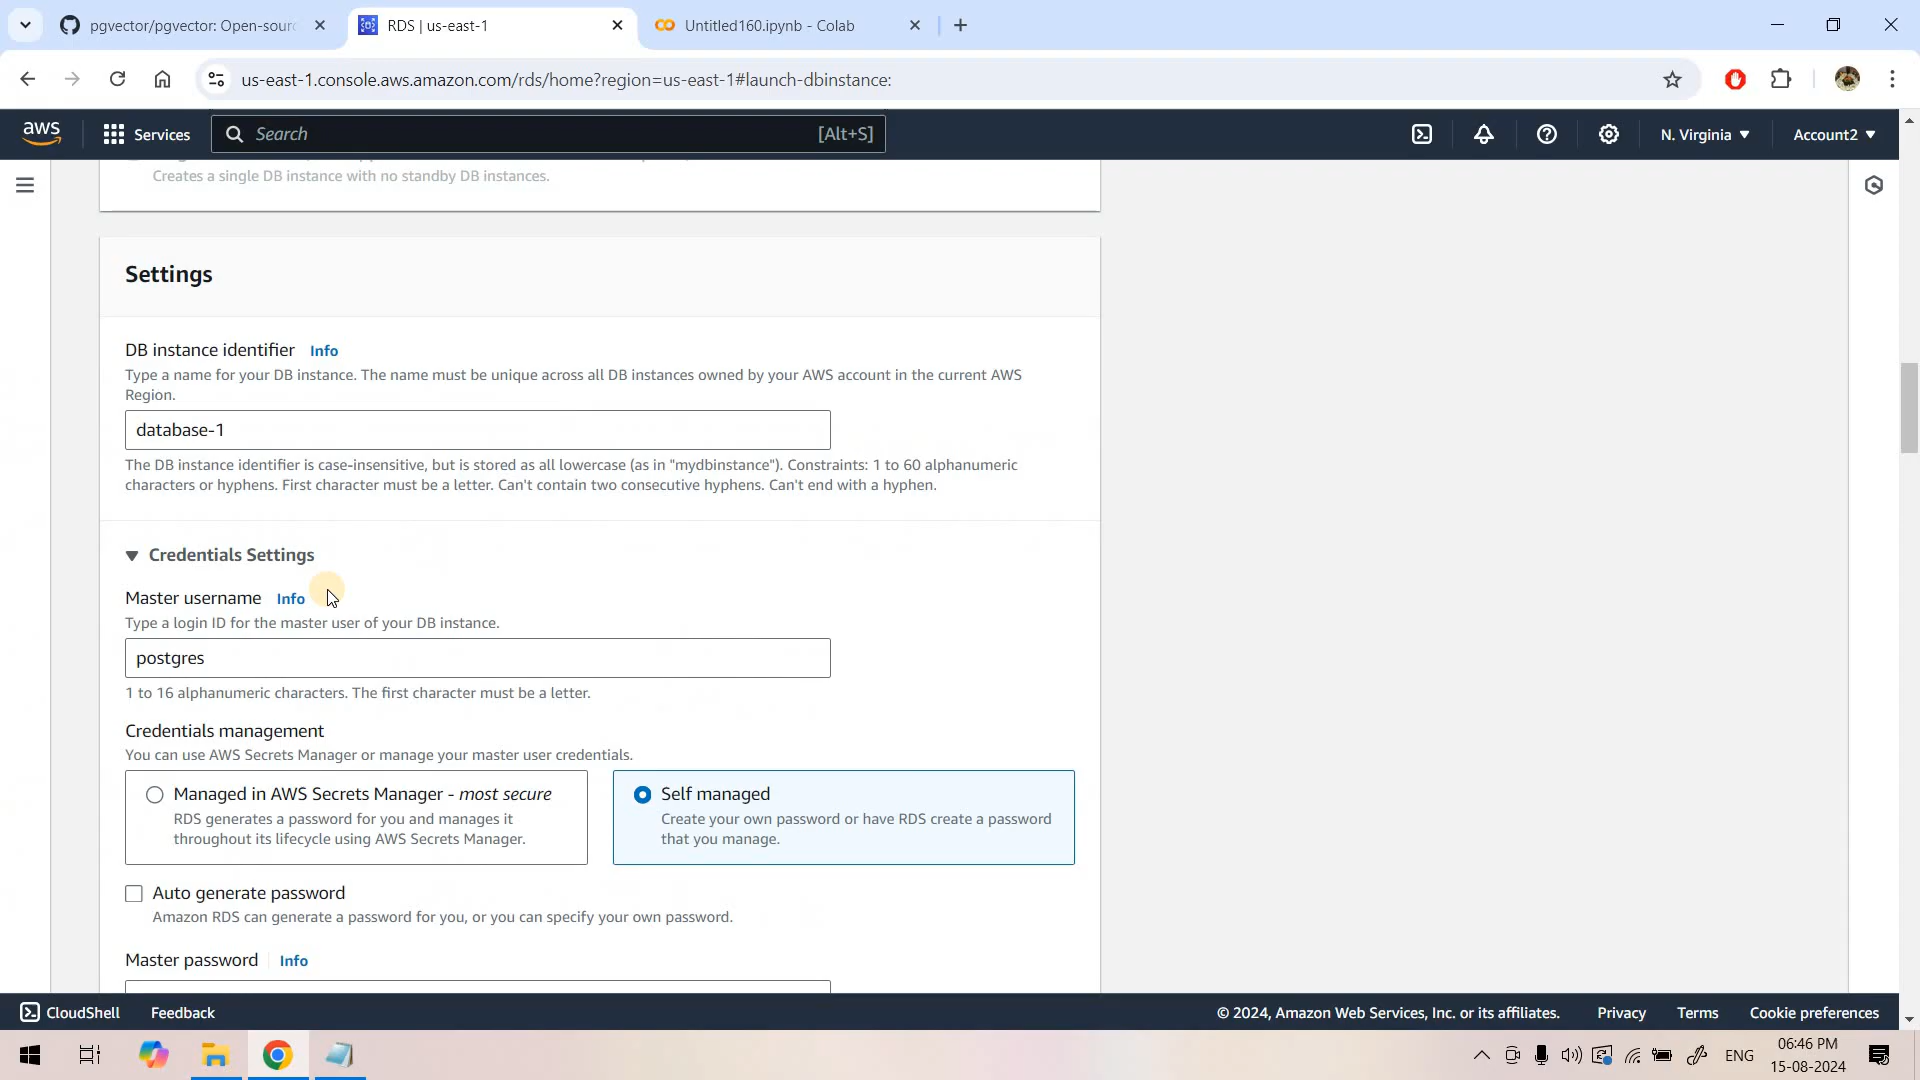 pgvector/pgvector: Open-sour
RDS | us-east-1
Untitled160.ipynb - Colab
us-east-1.console.aws.amazon.com/rds/home?region=us-east-1#launch-dbinstance:
aws
Services
Search
[Alt+S]
N. Virginia
Account2
Creates a single DB instance with no standby DB instances.
Settings
DB instance identifier Info
Type a name for your DB instance. The name must be unique across all DB instances owned by your AWS account in the current AWS
Region.
database-1
The DB instance identifier is case-insensitive, but is stored as all lowercase (as in "mydbinstance"). Constraints: 1 to 60 alphanumeric
characters or hyphens. First character must be a letter. Can't contain two consecutive hyphens. Can't end with a hyphen.
Credentials Settings
Master username Info
Type a login ID for the master user of your DB instance.
postgres
1 to 16 alphanumeric characters. The first character must be a letter.
Credentials management
You can use AWS Secrets Manager or manage your master user credentials.
Managed in AWS Secrets Manager - most secure
RDS generates a password for you and manages it
throughout its lifecycle using AWS Secrets Manager.
Self managed
Create your own password or have RDS create a password
that you manage.
Auto generate password
Amazon RDS can generate a password for you, or you can specify your own password.
Master password Info
CloudShell
Feedback
© 2024, Amazon Web Services, Inc. or its affiliates.
Privacy
Terms
Cookie preferences
ENG
06:46 PM
15-08-2024